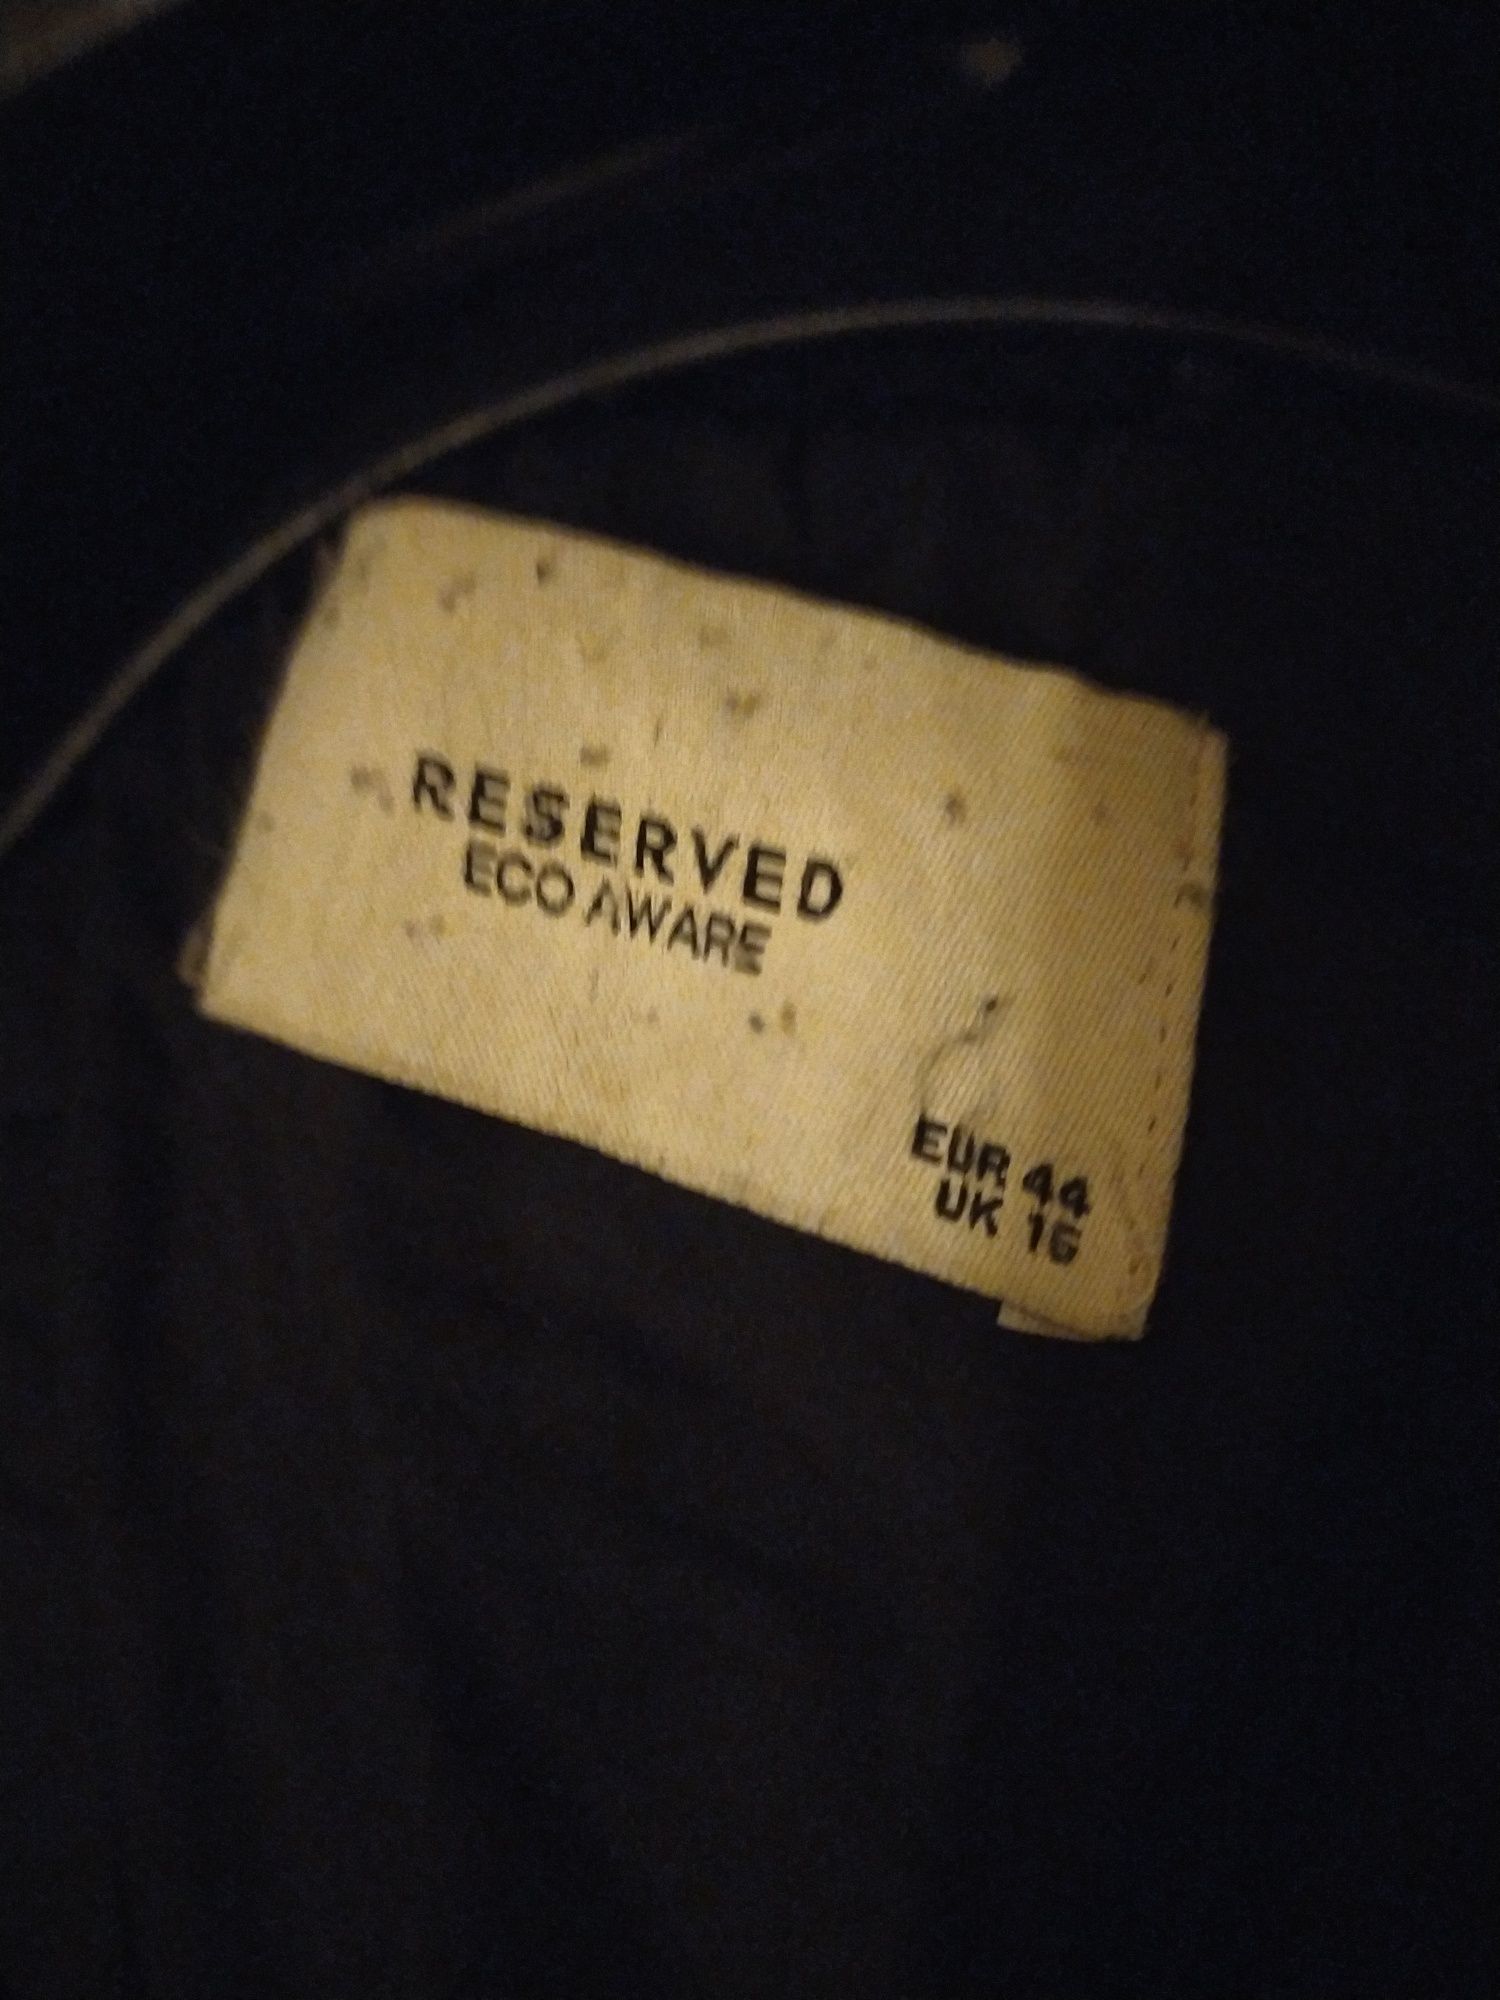 RESERVED
ECO AWARE
EUR 44
UK 16